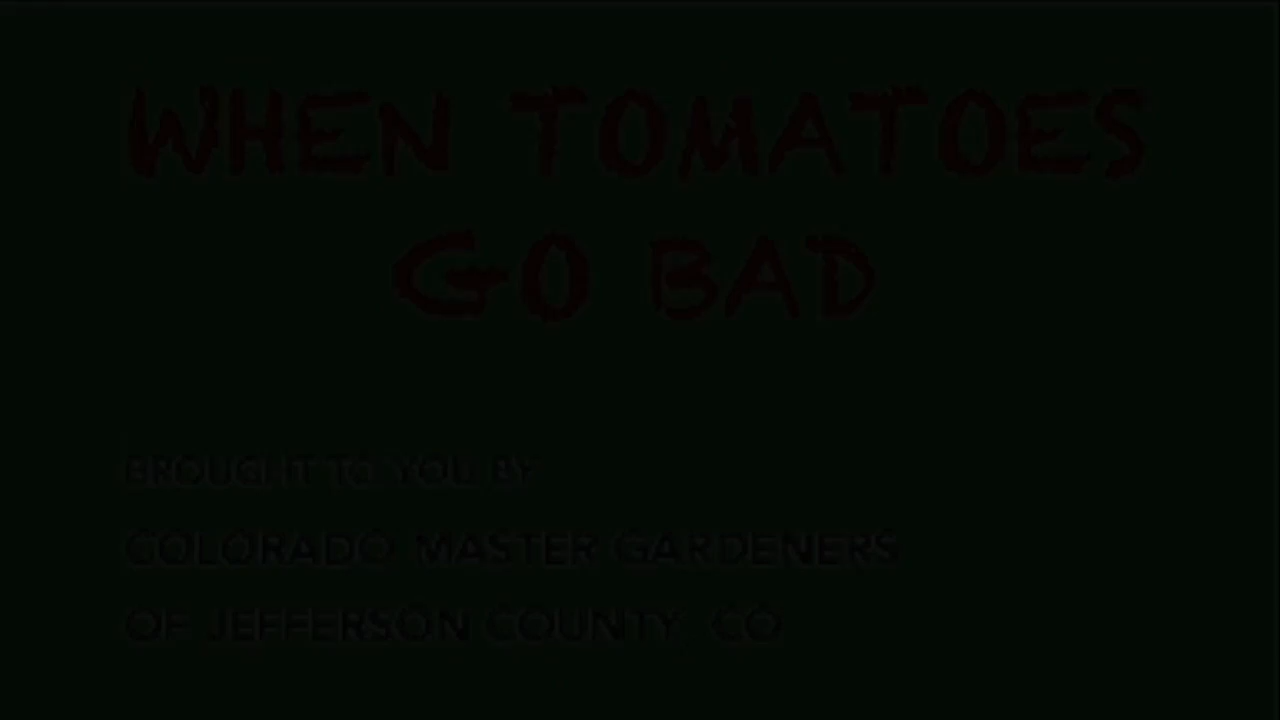 WHEN TOMATOES
GO BAD
BROUGHT TO YOU BY
COLORADO MASTER GARDENERS
OF JEFFERSON COUNTY, CO